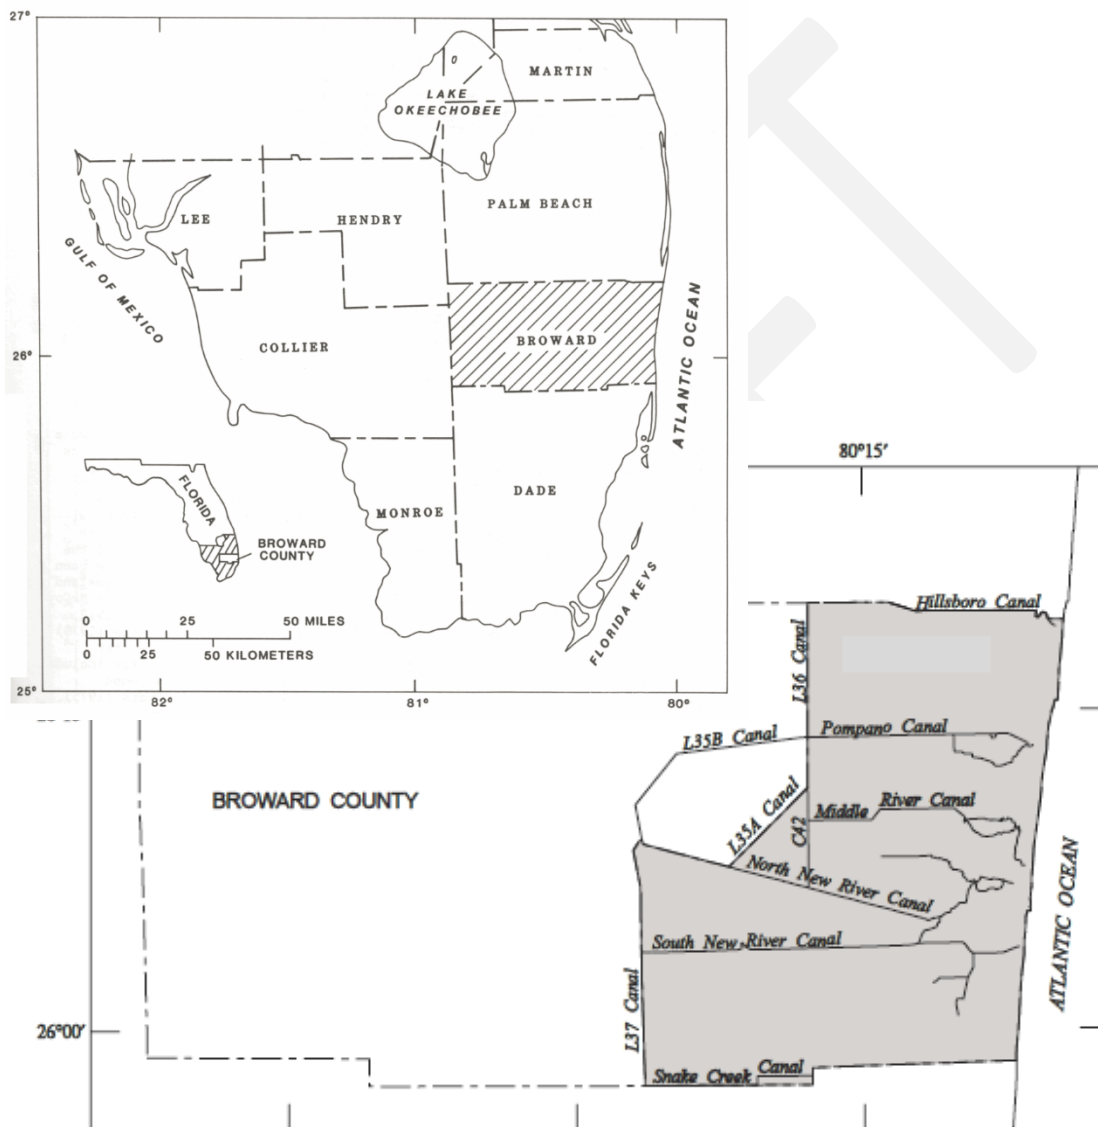 27°
MARTIN
LAKE
OKEECHOBEE
PALM BEACH
LEE
HENDRY
GULF OF MEXICO
ATLANTIC OCEAN
BROWARD
26°
COLLIER
DADE
MONROE
FLORIDA
BROWARD
COUNTY
FLORIDA KEYS
0 25 50 MILES
0 25 50 KILOMETERS
25°
82° 81° 80°
80°15'
Hillsboro Canal
L36 Canal
Pompano Canal
L35B Canal
BROWARD COUNTY
L35A Canal
C42
Middle River Canal
North New River Canal
South New River Canal
ATLANTIC OCEAN
L37 Canal
26°00'
Snake Creek Canal